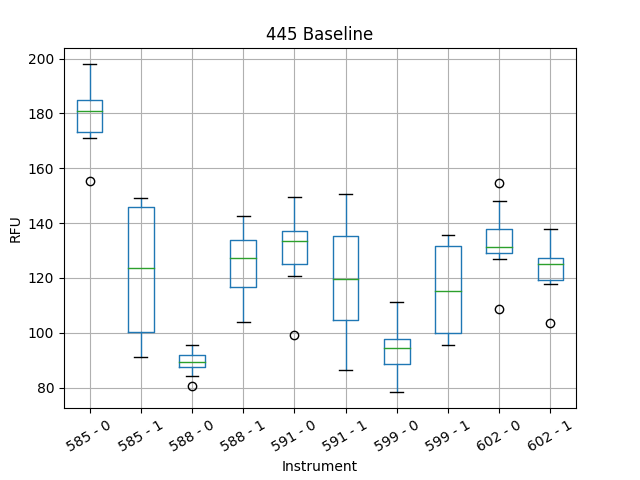 445 Baseline
RFU
200
180
160
140
120
100
80
585 - 0
585 - 1
588 - 0
588 - 1
591 - 0
591 - 1
599 - 0
599 - 1
602 - 0
602 - 1
Instrument